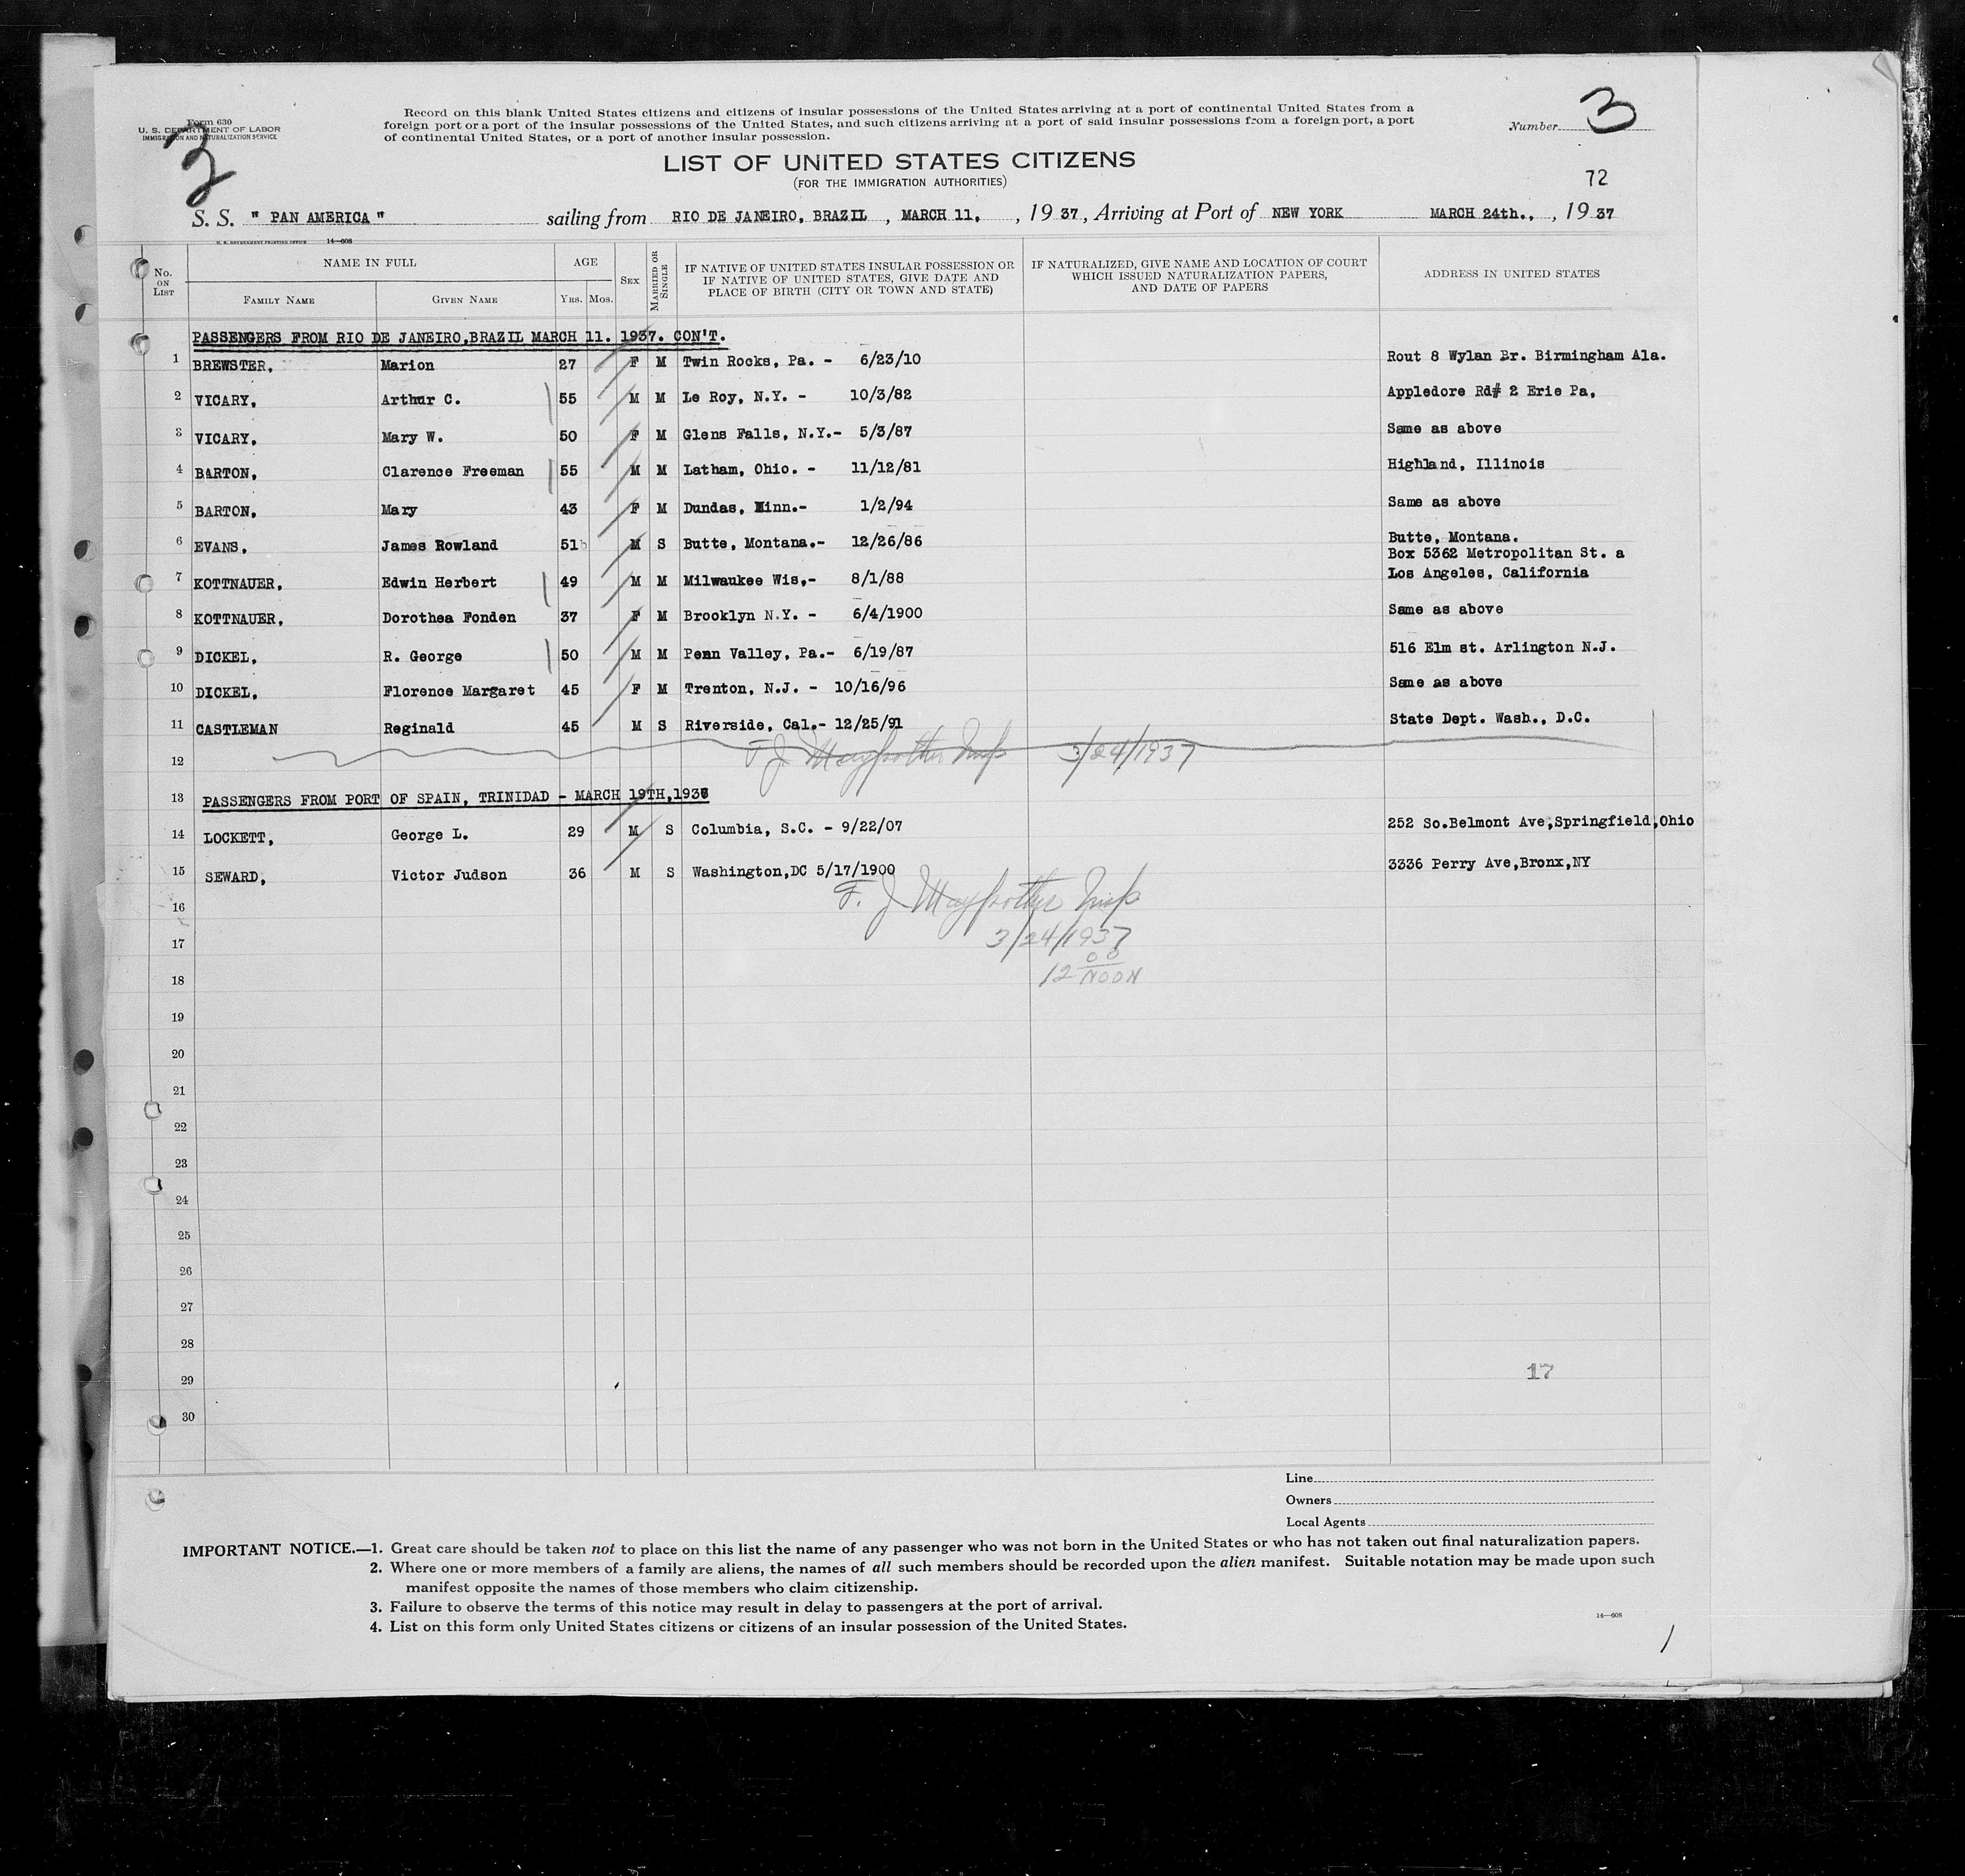 Form 630
U. S. DEPARTMENT OF LABOR
IMMIGRATION AND NATURALIZATION SERVICE
Record on this blank United States citizens and citizens of insular possessions of the United States arriving at a port of continental United States from a
foreign port or a port of the insular possessions of the United States, and such citizens arriving at a port of said insular possessions from a foreign port, a port
of continental United States, or a port of another insular possession.
Number 3
LIST OF UNITED STATES CITIZENS
(FOR THE IMMIGRATION AUTHORITIES)
72
S. S. " PAN AMERICA " sailing from RIO DE JANEIRO, BRAZIL , MARCH 11, , 19 37, Arriving at Port of NEW YORK MARCH 24th., , 19 37
U. S. GOVERNMENT PRINTING OFFICE 14—608
No. ON LIST
NAME IN FULL
FAMILY NAME
GIVEN NAME
AGE
YRS. MOS.
SEX
MARRIED OR SINGLE
IF NATIVE OF UNITED STATES INSULAR POSSESSION OR
IF NATIVE OF UNITED STATES, GIVE DATE AND
PLACE OF BIRTH (CITY OR TOWN AND STATE)
IF NATURALIZED, GIVE NAME AND LOCATION OF COURT
WHICH ISSUED NATURALIZATION PAPERS,
AND DATE OF PAPERS
ADDRESS IN UNITED STATES
PASSENGERS FROM RIO DE JANEIRO,BRAZIL MARCH 11. 1937. CON'T.
1 BREWSTER, Marion 27 F M Twin Rocks, Pa. - 6/23/10 Rout 8 Wylan Br. Birmingham Ala.
2 VICARY, Arthur C. 55 M M Le Roy, N.Y. - 10/3/82 Appledore Rd# 2 Erie Pa,
3 VICARY, Mary W. 50 F M Glens Falls, N.Y.- 5/3/87 Same as above
4 BARTON, Clarence Freeman 55 M M Latham, Ohio. - 11/12/81 Highland, Illinois
5 BARTON, Mary 43 F M Dundas, Minn.- 1/2/94 Same as above
6 EVANS, James Rowland 51 M S Butte, Montana.- 12/26/86 Butte, Montana.
Box 5362 Metropolitan St. a
7 KOTTNAUER, Edwin Herbert 49 M M Milwaukee Wis,- 8/1/88 Los Angeles, California
8 KOTTNAUER, Dorothea Fonden 37 F M Brooklyn N.Y. - 6/4/1900 Same as above
9 DICKEL, R. George 50 M M Penn Valley, Pa.- 6/19/87 516 Elm st. Arlington N.J.
10 DICKEL, Florence Margaret 45 F M Trenton, N.J. - 10/16/96 Same as above
11 CASTLEMAN Reginald 45 M S Riverside, Cal.- 12/25/91 State Dept. Wash., D.C.
12 3/24/1937
13 PASSENGERS FROM PORT OF SPAIN, TRINIDAD - MARCH 19TH,1937
14 LOCKETT, George L. 29 M S Columbia, S.C. - 9/22/07 252 So.Belmont Ave,Springfield,Ohio
15 SEWARD, Victor Judson 36 M S Washington,DC 5/17/1900 3336 Perry Ave,Bronx,NY
16
17 3/24/1937
18 12 00 NOON
19
20
21
22
23
24
25
26
27
28
29 17
30
Line
Owners
Local Agents
IMPORTANT NOTICE.—1. Great care should be taken not to place on this list the name of any passenger who was not born in the United States or who has not taken out final naturalization papers.
2. Where one or more members of a family are aliens, the names of all such members should be recorded upon the alien manifest. Suitable notation may be made upon such
manifest opposite the names of those members who claim citizenship.
3. Failure to observe the terms of this notice may result in delay to passengers at the port of arrival.
4. List on this form only United States citizens or citizens of an insular possession of the United States.
14—608